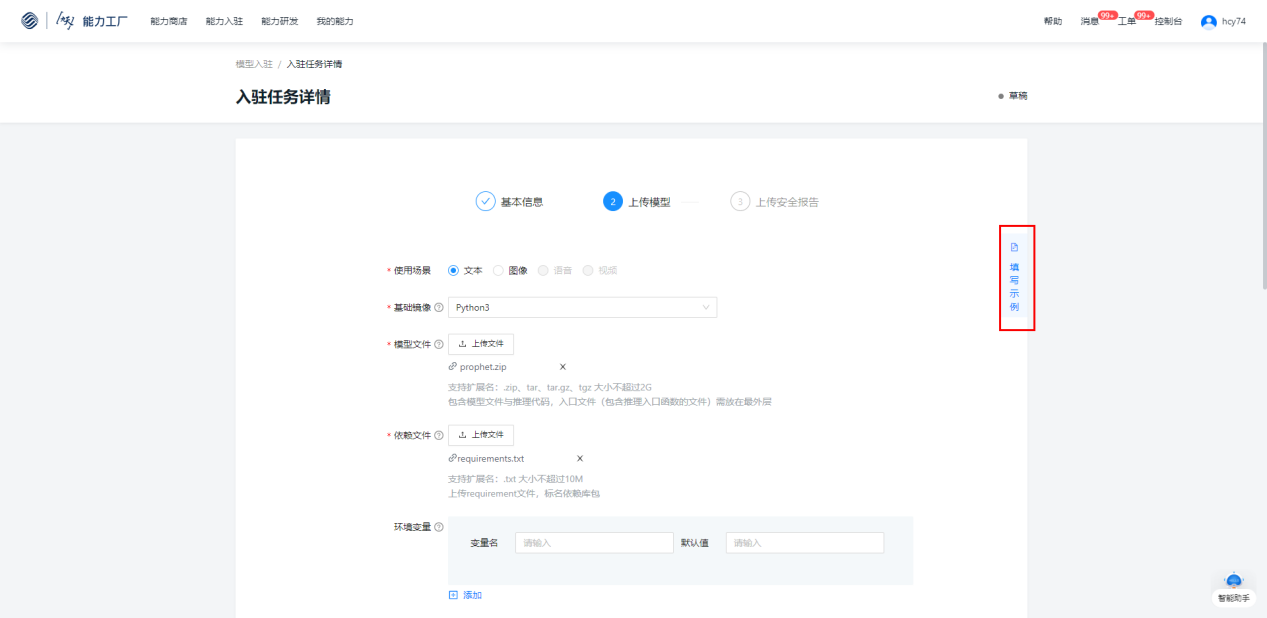 能力工厂 能力商店 能力入驻 能力研发 我的能力 帮助 消息 99+ 工单 99+ 控制台 hcy74
模型入驻 / 入驻任务详情
入驻任务详情 草稿
基本信息 2 上传模型 3 上传安全报告
* 使用场景 文本 图像 语音 视频
填写示例
* 基础镜像 Python3
* 模型文件 上传文件
prophet.zip X
支持扩展名：.zip、tar、tar.gz、tgz 大小不超过2G
包含模型文件与推理代码，入口文件（包含推理入口函数的文件）需放在最外层
* 依赖文件 上传文件
requirements.txt X
支持扩展名：.txt 大小不超过10M
上传requirement文件，标名依赖库包
环境变量
变量名 请输入 默认值 请输入
添加
智能助手